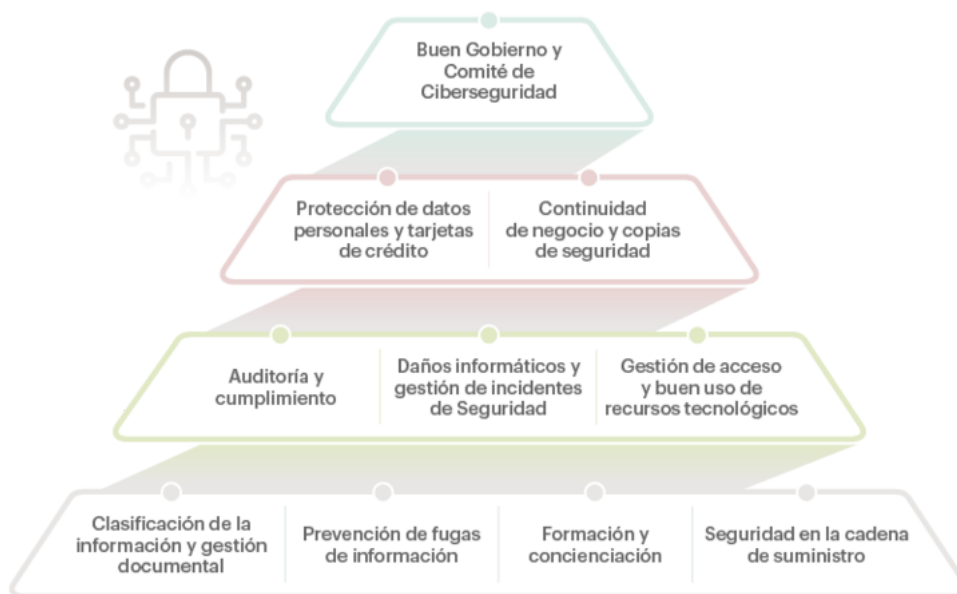 Buen Gobierno y
Comité de
Ciberseguridad
Protección de datos
personales y tarjetas
de crédito
Continuidad
de negocio y copias
de seguridad
Auditoría y
cumplimiento
Daños informáticos y
gestión de incidentes
de Seguridad
Gestión de acceso
y buen uso de
recursos tecnológicos
Clasificación de la
información y gestión
documental
Prevención de fugas
de información
Formación y
concienciación
Seguridad en la cadena
de suministro